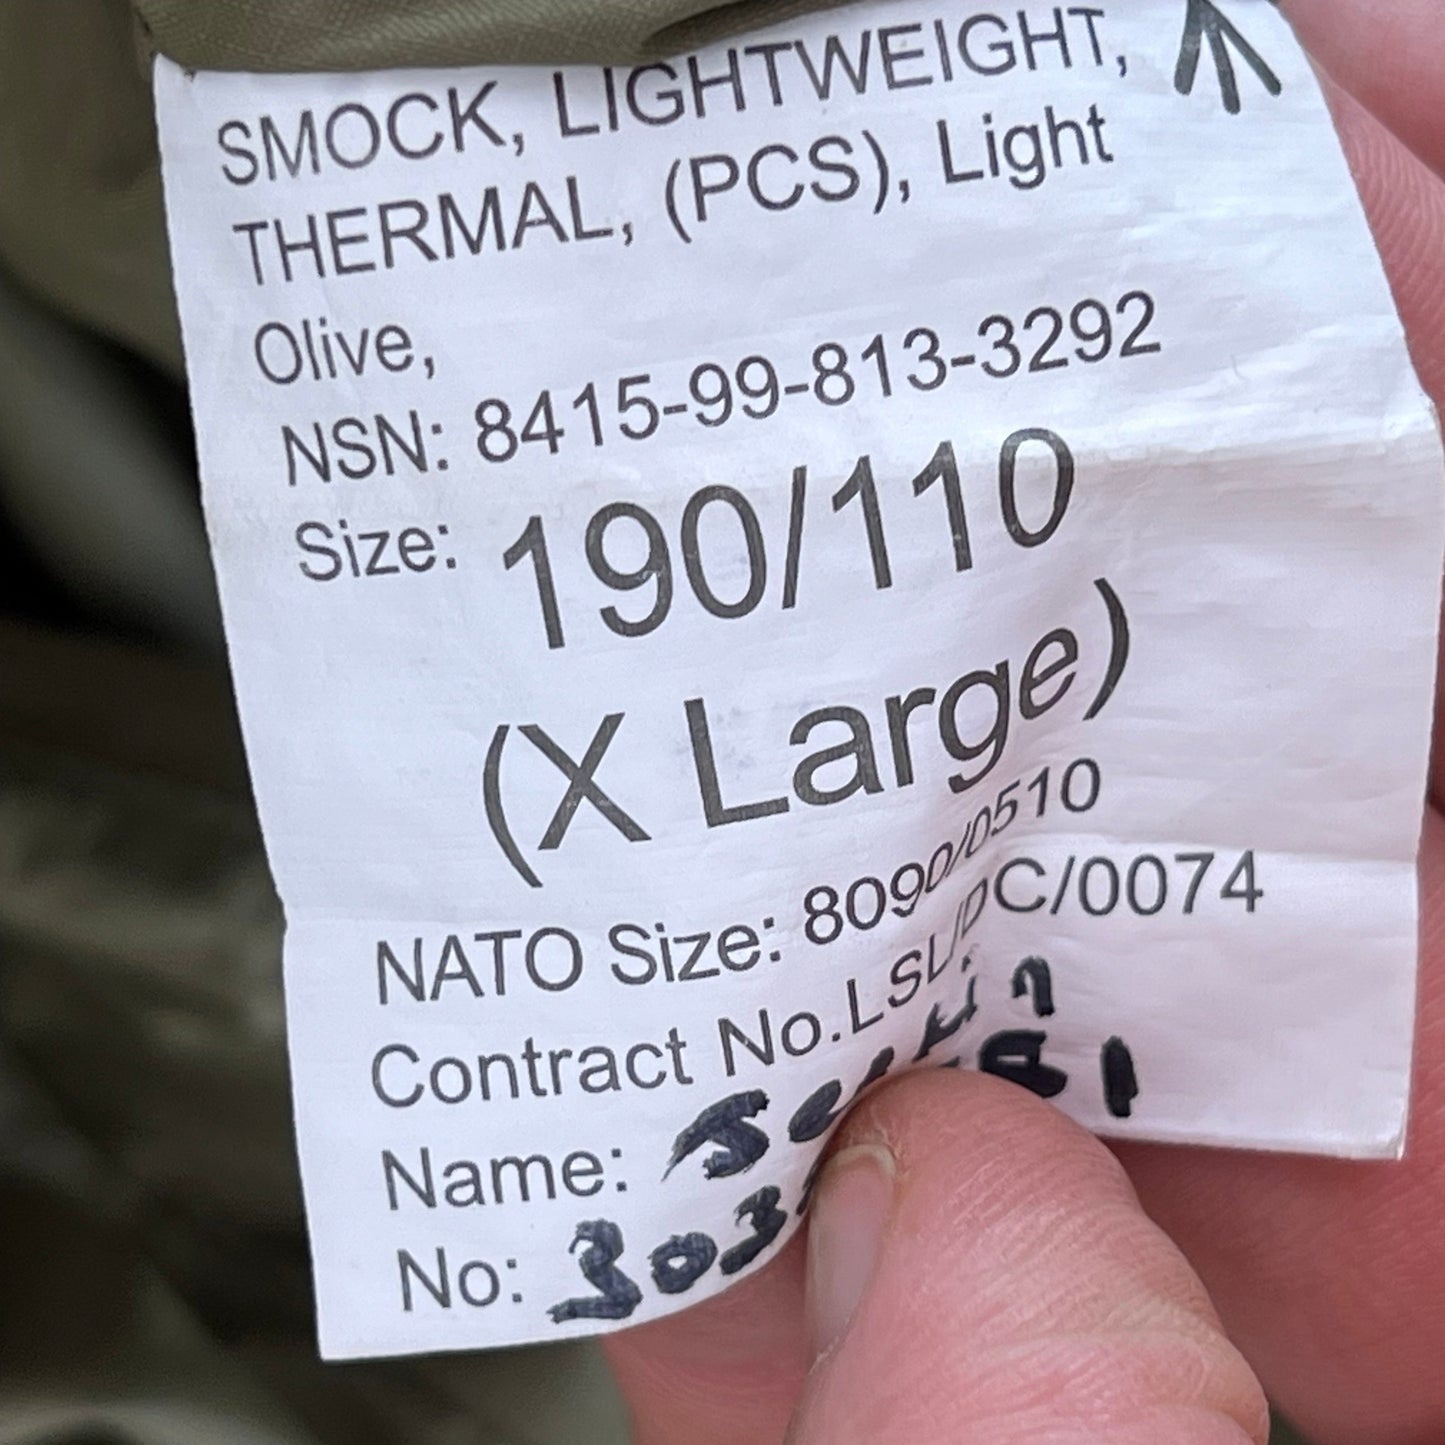 SMOCK, LIGHTWEIGHT,
THERMAL, (PCS), Light
Olive,
NSN: 8415-99-813-3292
Size: 190/110
(X Large)
NATO Size: 8090/0510
Contract No.LSL/DC/0074
Name:
No: